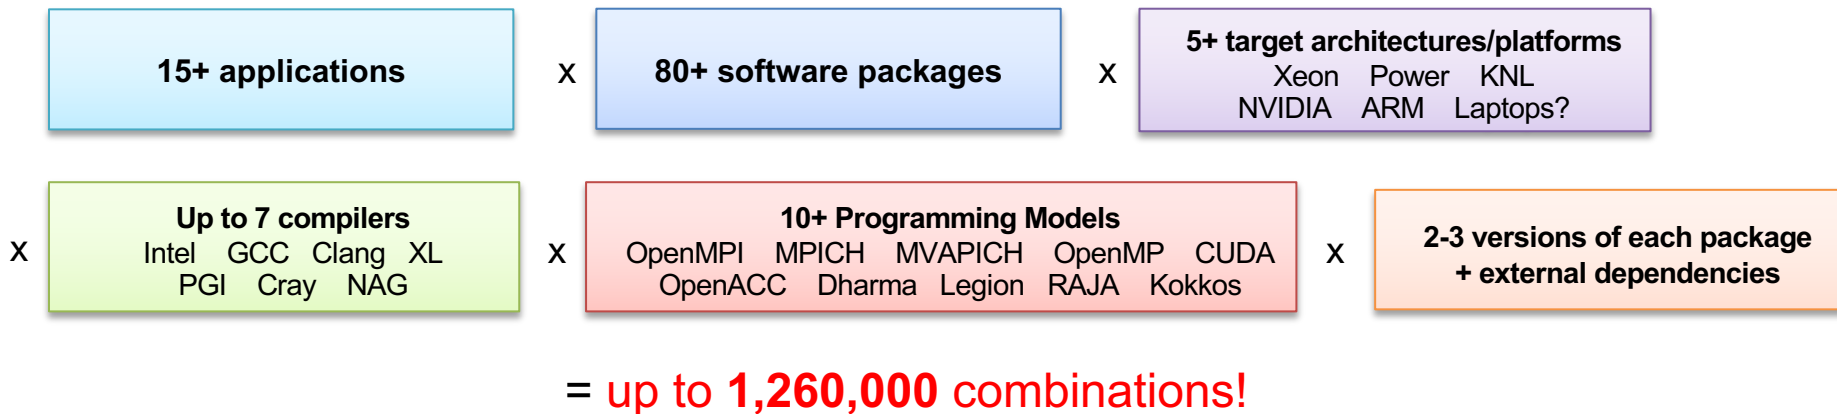 15+ applications
x
80+ software packages
x
5+ target architectures/platforms
Xeon Power KNL
NVIDIA ARM Laptops?
x
Up to 7 compilers
Intel GCC Clang XL
PGI Cray NAG
x
10+ Programming Models
OpenMPI MPICH MVAPICH OpenMP CUDA
OpenACC Dharma Legion RAJA Kokkos
x
2-3 versions of each package
+ external dependencies
= up to 1,260,000 combinations!